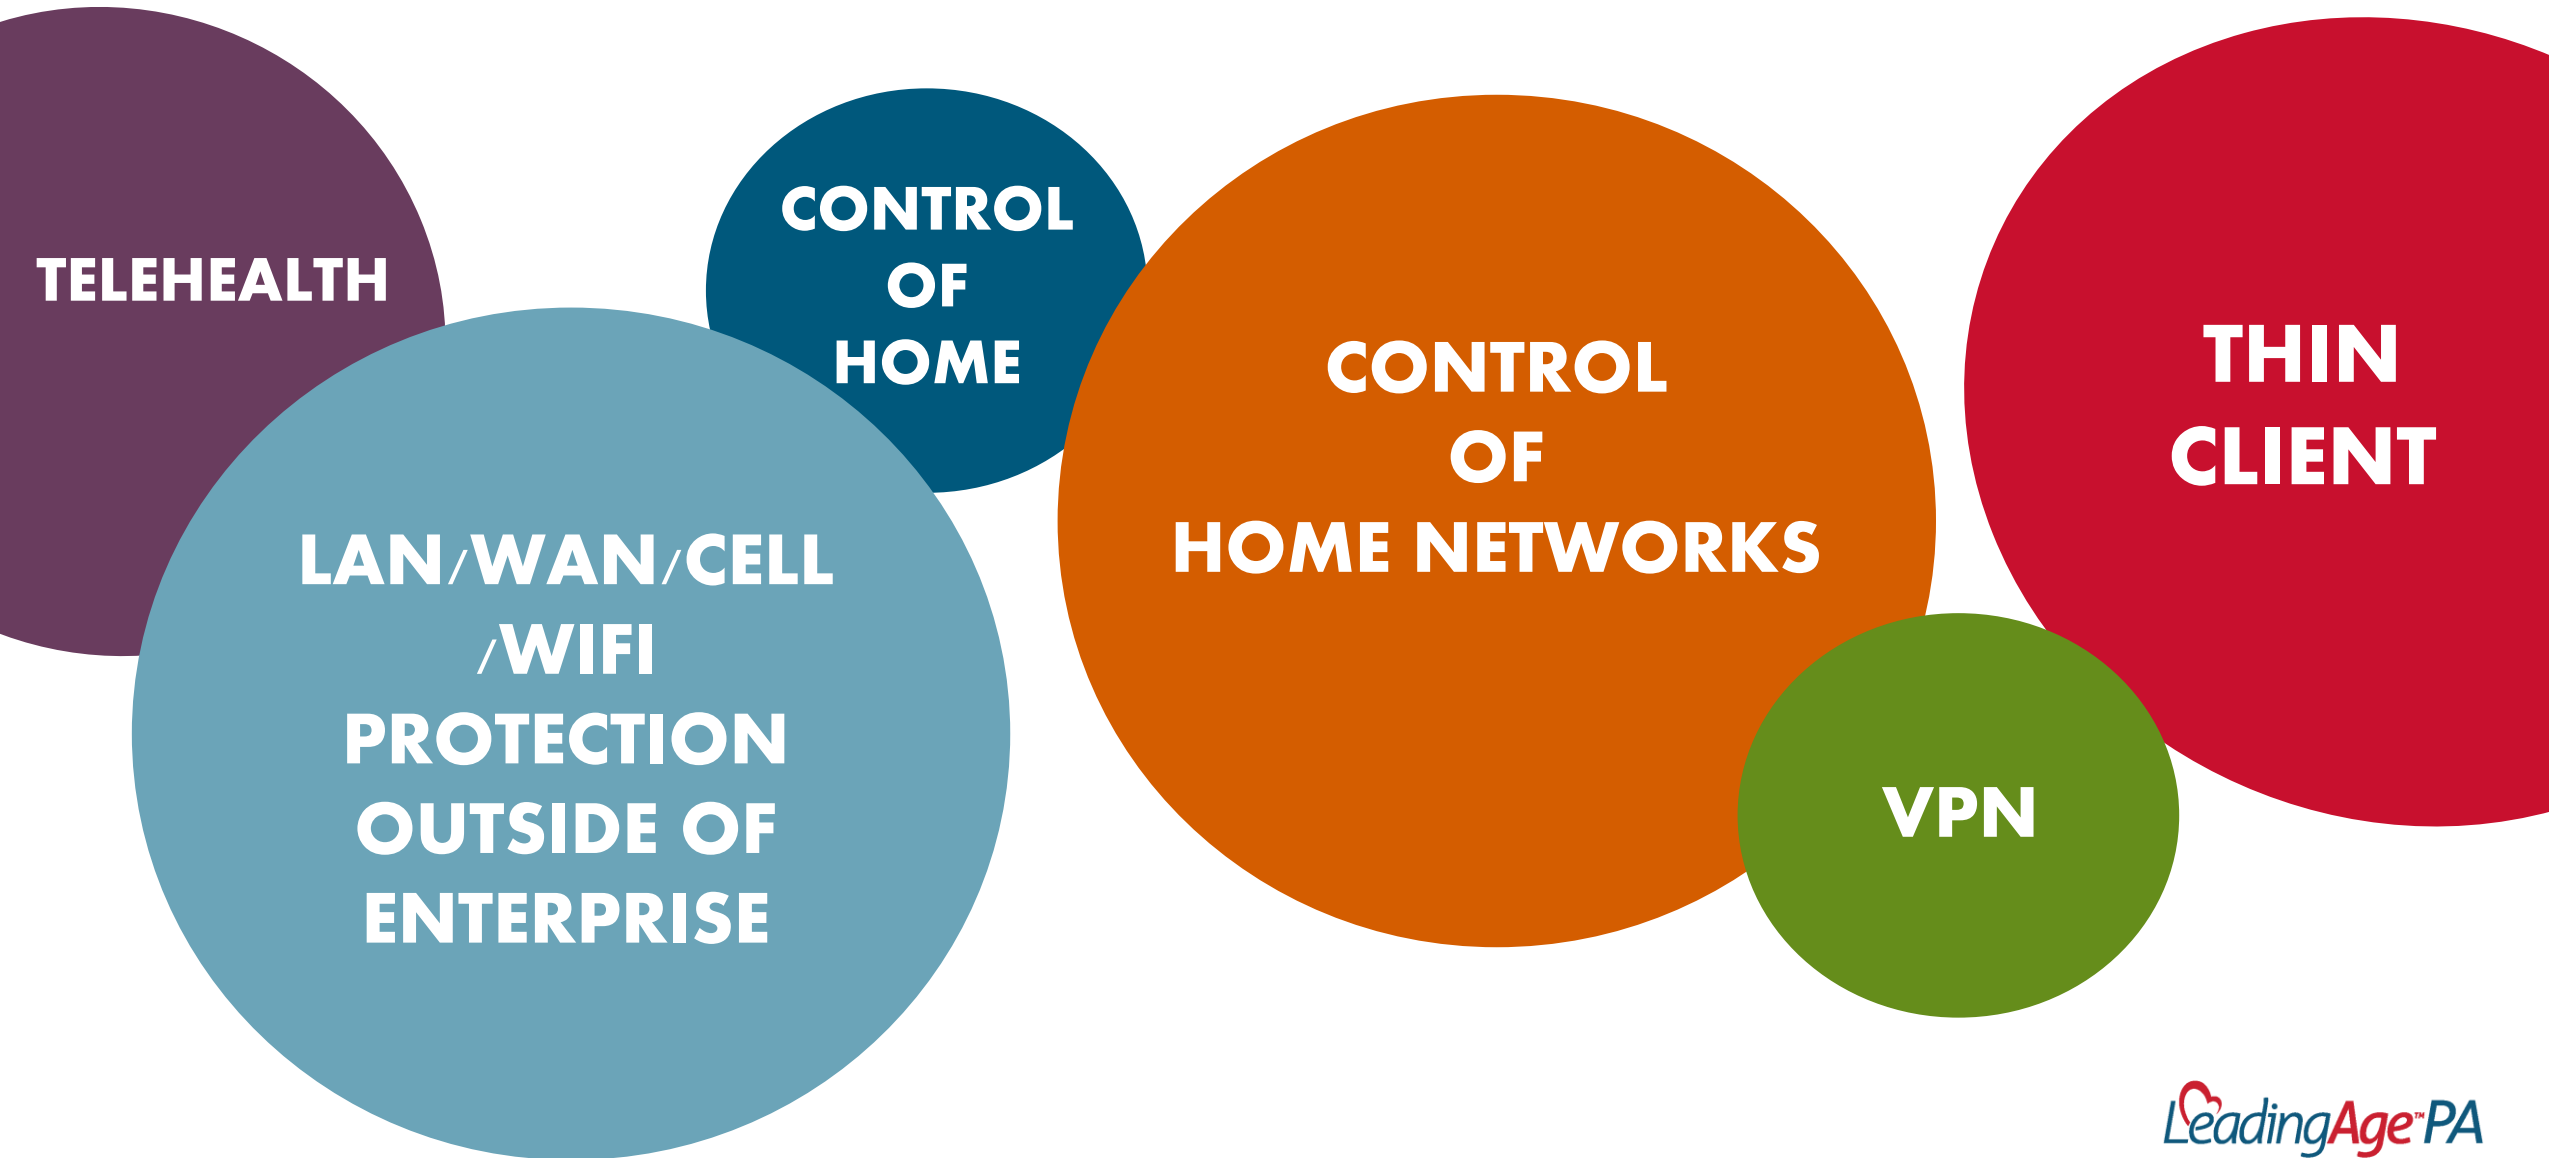 TELEHEALTH
LAN/WAN/CELL
/WIFI
PROTECTION
OUTSIDE OF
ENTERPRISE
CONTROL
OF
HOME
CONTROL
OF
HOME NETWORKS
VPN
THIN
CLIENT
LeadingAge™ PA